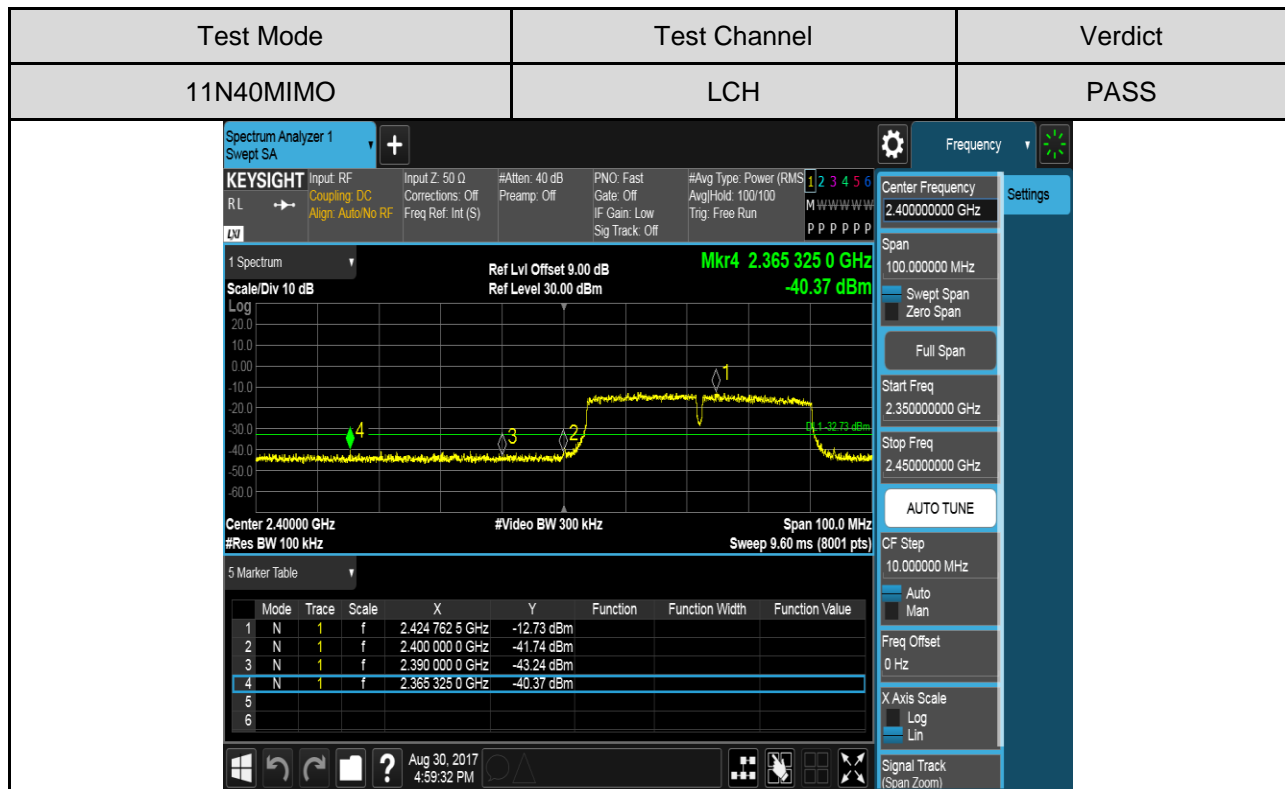 Test Mode Test Channel Verdict
11N40MIMO LCH PASS
Spectrum Analyzer 1
Swept SA
Frequency
KEYSIGHT
RL
LXI
Input: RF
Coupling: DC
Align: Auto/No RF
Input Z: 50 Ω
Corrections: Off
Freq Ref: Int (S)
#Atten: 40 dB
Preamp: Off
PNO: Fast
Gate: Off
IF Gain: Low
Sig Track: Off
#Avg Type: Power (RMS
Avg|Hold: 100/100
Trig: Free Run
1 2 3 4 5 6
M W W W W W
P P P P P P
1 Spectrum
Scale/Div 10 dB
Ref Lvl Offset 9.00 dB
Ref Level 30.00 dBm
Mkr4 2.365 325 0 GHz
-40.37 dBm
Log
20.0
10.0
0.00
-10.0
-20.0
-30.0
-40.0
-50.0
-60.0
1
2
3
4
DL1 -32.73 dBm
Center 2.40000 GHz #Video BW 300 kHz Span 100.0 MHz
#Res BW 100 kHz Sweep 9.60 ms (8001 pts)
5 Marker Table
Mode Trace Scale X Y Function Function Width Function Value
1 N 1 f 2.424 762 5 GHz -12.73 dBm
2 N 1 f 2.400 000 0 GHz -41.74 dBm
3 N 1 f 2.390 000 0 GHz -43.24 dBm
4 N 1 f 2.365 325 0 GHz -40.37 dBm
5
6
?
Aug 30, 2017
4:59:32 PM
Center Frequency
2.400000000 GHz
Settings
Span
100.000000 MHz
Swept Span
Zero Span
Full Span
Start Freq
2.350000000 GHz
Stop Freq
2.450000000 GHz
AUTO TUNE
CF Step
10.000000 MHz
Auto
Man
Freq Offset
0 Hz
X Axis Scale
Log
Lin
Signal Track
(Span Zoom)